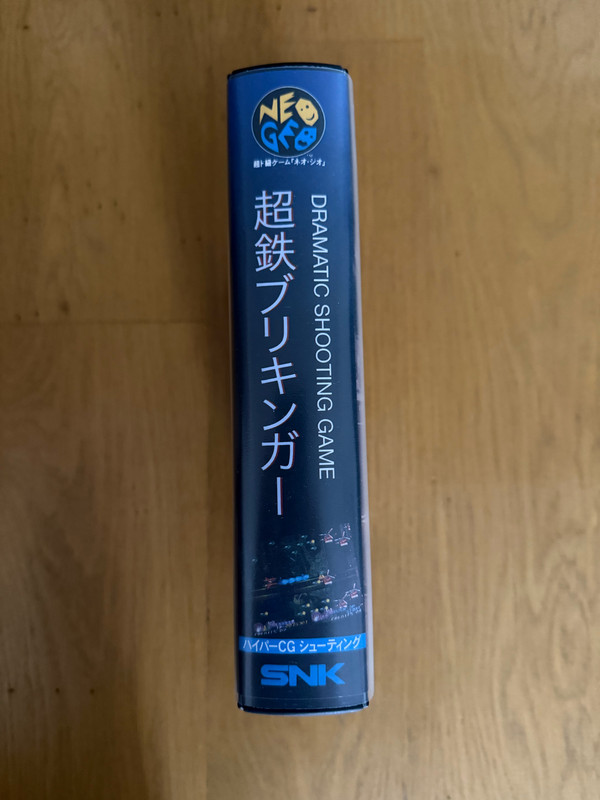 NEO
GEO
超ド級ゲーム「ネオ・ジオ」
超鉄ブリキンガー
DRAMATIC SHOOTING GAME
ハイパーCG シューティング
SNK